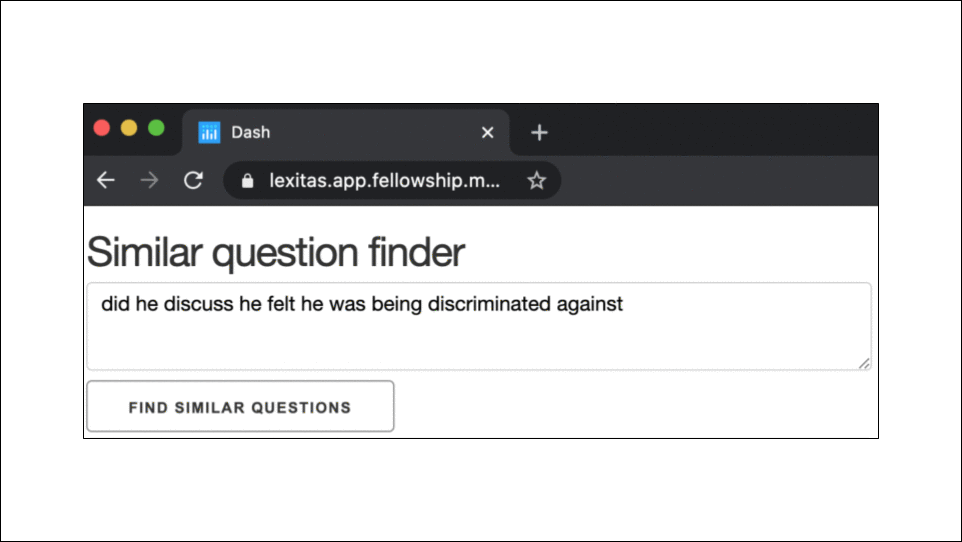 Dash
lexitas.app.fellowship.m...
Similar question finder
did he discuss he felt he was being discriminated against
FIND SIMILAR QUESTIONS